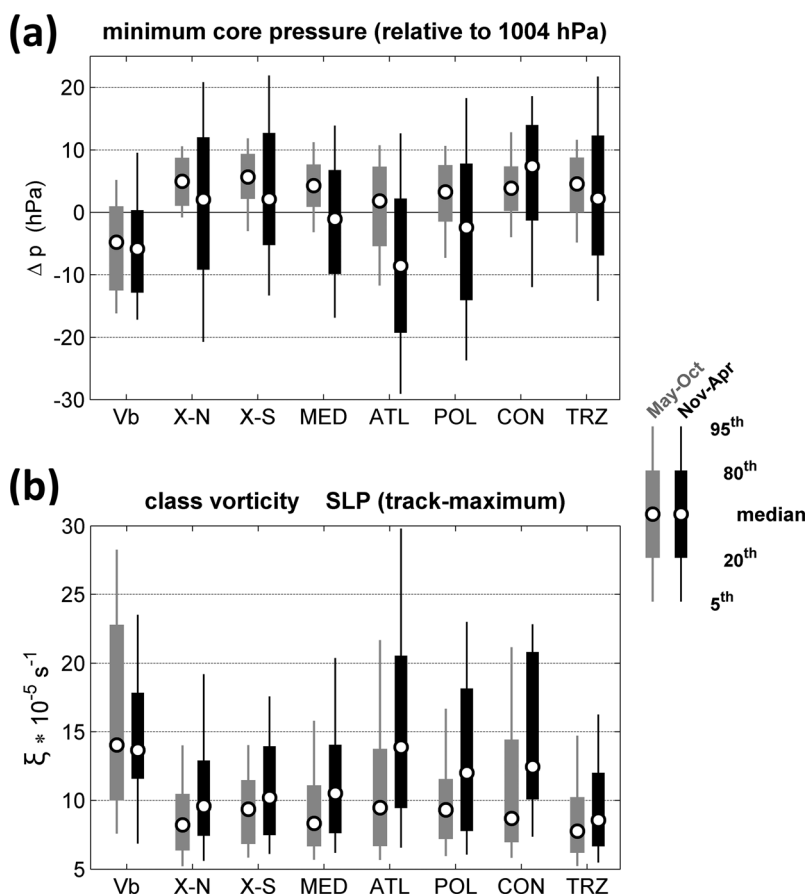 (a)
minimum core pressure (relative to 1004 hPa)
20
10
0
-10
-20
-30
Δ p (hPa)
Vb X-N X-S MED ATL POL CON TRZ
May-Oct
Nov-Apr
95th
80th
median
20th
5th
(b)
class vorticity SLP (track-maximum)
30
25
20
15
10
5
ξ * 10-5 s-1
Vb X-N X-S MED ATL POL CON TRZ